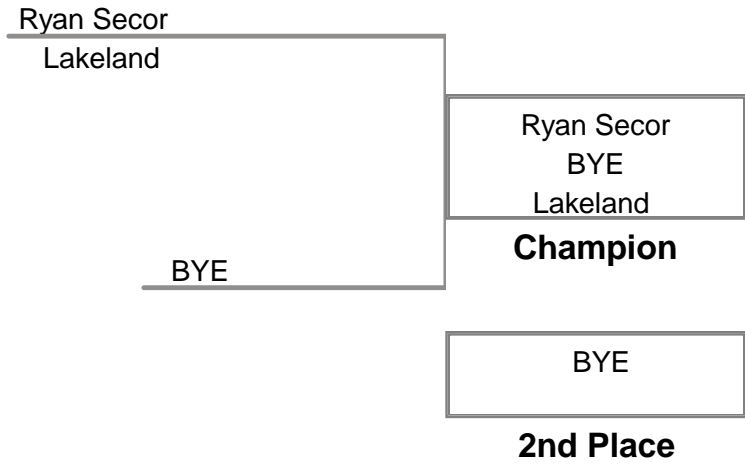 Ryan Secor
Lakeland
Ryan Secor
BYE
Lakeland
Champion
BYE
BYE
2nd Place